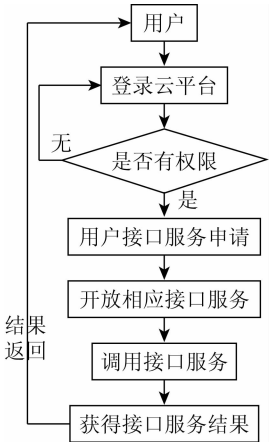 用户
登录云平台
无
是否有权限
是
用户接口服务申请
开放相应接口服务
结果
返回
调用接口服务
获得接口服务结果